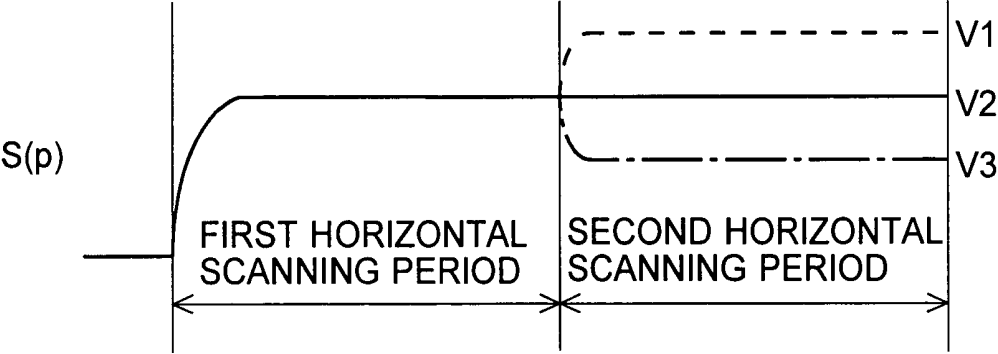 V1
V2
S(p)
V3
FIRST HORIZONTAL
SCANNING PERIOD
SECOND HORIZONTAL
SCANNING PERIOD